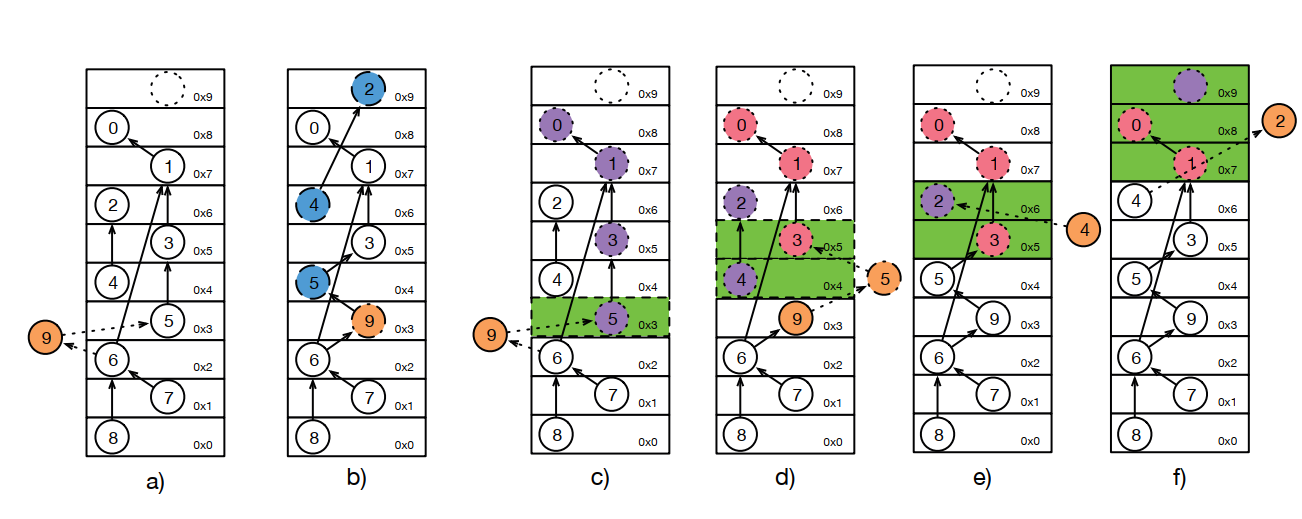 0x9
0 0x8
1 0x7
2 0x6
3 0x5
4 0x4
5 0x3
9
6 0x2
7 0x1
8 0x0
a)
2 0x9
0 0x8
1 0x7
4 0x6
3 0x5
5 0x4
9 0x3
6 0x2
7 0x1
8 0x0
b)
0x9
0 0x8
1 0x7
2 0x6
3 0x5
4 0x4
5 0x3
9
6 0x2
7 0x1
8 0x0
c)
0x9
0 0x8
1 0x7
2 0x6
3 0x5
4 0x4
5
9 0x3
6 0x2
7 0x1
8 0x0
d)
0x9
0 0x8
1 0x7
2 0x6
4
3 0x5
5 0x4
9 0x3
6 0x2
7 0x1
8 0x0
e)
0x9
0 0x8
2
1 0x7
4 0x6
3 0x5
5 0x4
9 0x3
6 0x2
7 0x1
8 0x0
f)